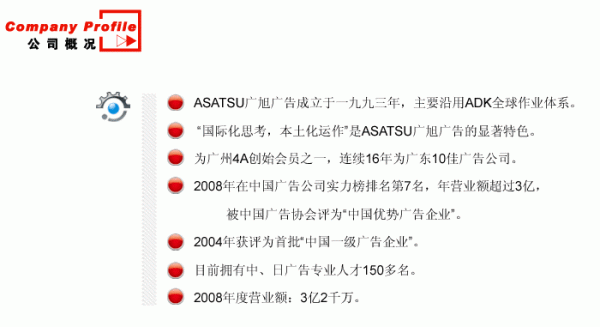 Company Profile
公司概况
ASATSU广旭广告成立于一九九三年，主要沿用ADK全球作业体系。
“国际化思考，本土化运作”是ASATSU广旭广告的显著特色。
为广州4A创始会员之一，连续16年为广东10佳广告公司。
2008年在中国广告公司实力榜排名第7名，年营业额超过3亿，
被中国广告协会评为“中国优势广告企业”。
2004年获评为首批“中国一级广告企业”。
目前拥有中、日广告专业人才150多名。
2008年度营业额：3亿2千万。